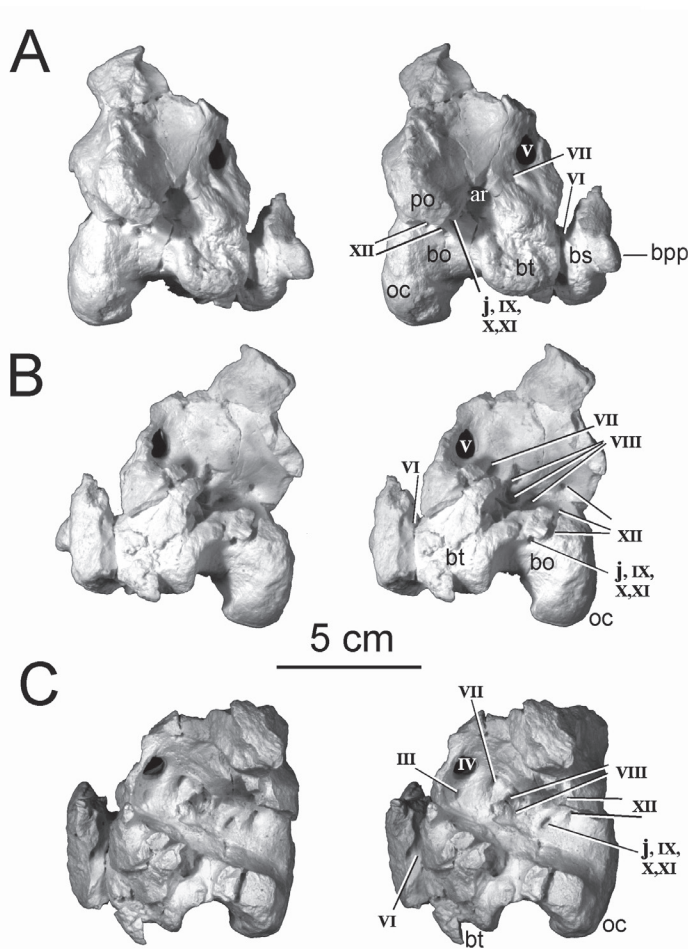 A
V
VII
VI
ar
po
XII
bo
bt
bs
bpp
oc
j, IX,
X,XI
B
VII
V
VIII
VI
XII
bt
bo
j, IX,
X,XI
oc
5 cm
C
VII
III
IV
VIII
XII
j, IX,
X,XI
VI
oc
bt